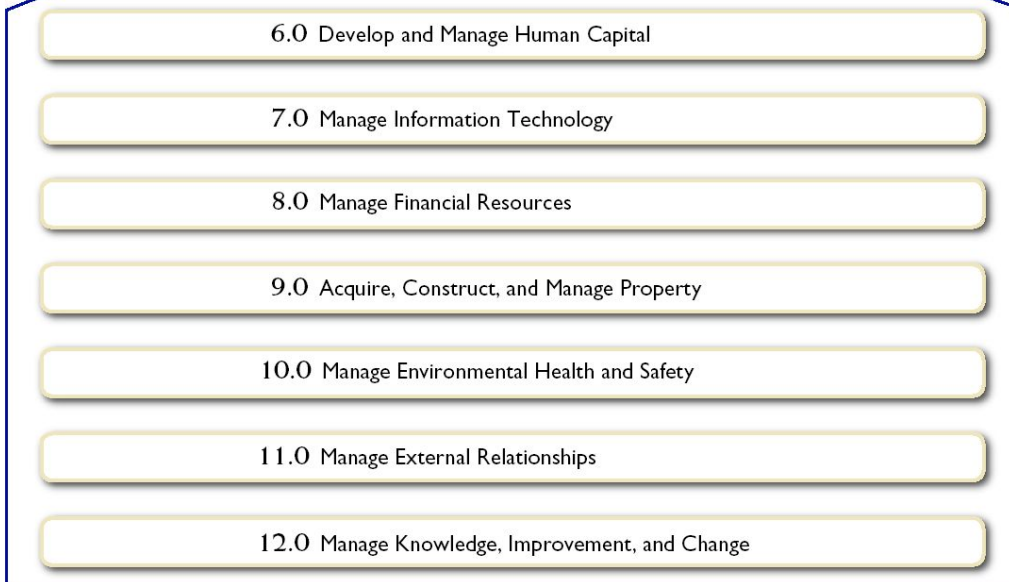 6.0 Develop and Manage Human Capital
7.0 Manage Information Technology
8.0 Manage Financial Resources
9.0 Acquire, Construct, and Manage Property
10.0 Manage Environmental Health and Safety
11.0 Manage External Relationships
12.0 Manage Knowledge, Improvement, and Change